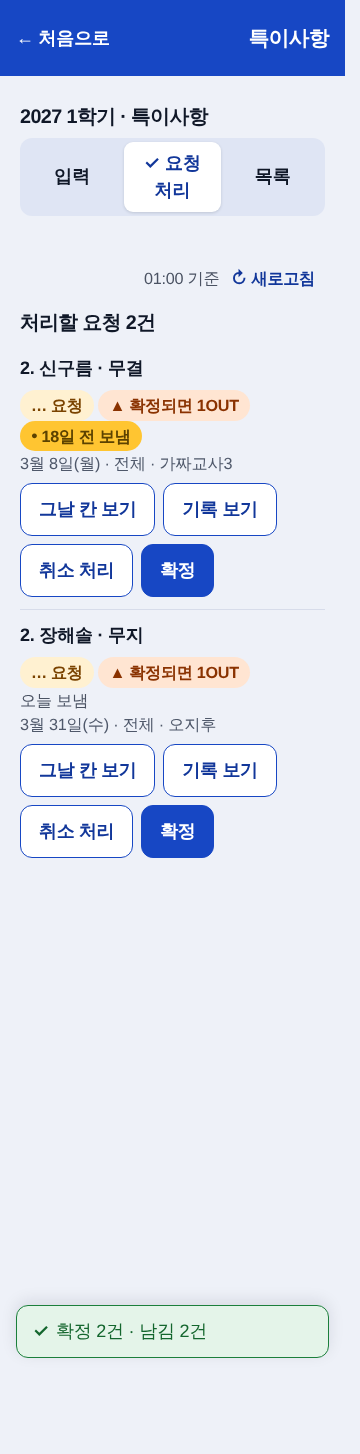 ← 처음으로 특이사항
2027 1학기 · 특이사항
입력 ✓ 요청 처리 목록
01:00 기준 ↻ 새로고침
처리할 요청 2건
2. 신구름 · 무결
… 요청 ▲ 확정되면 1OUT
• 18일 전 보냄
3월 8일(월) · 전체 · 가짜교사3
그날 칸 보기 기록 보기
취소 처리 확정
2. 장해솔 · 무지
… 요청 ▲ 확정되면 1OUT
오늘 보냄
3월 31일(수) · 전체 · 오지후
그날 칸 보기 기록 보기
취소 처리 확정
✓ 확정 2건 · 남김 2건